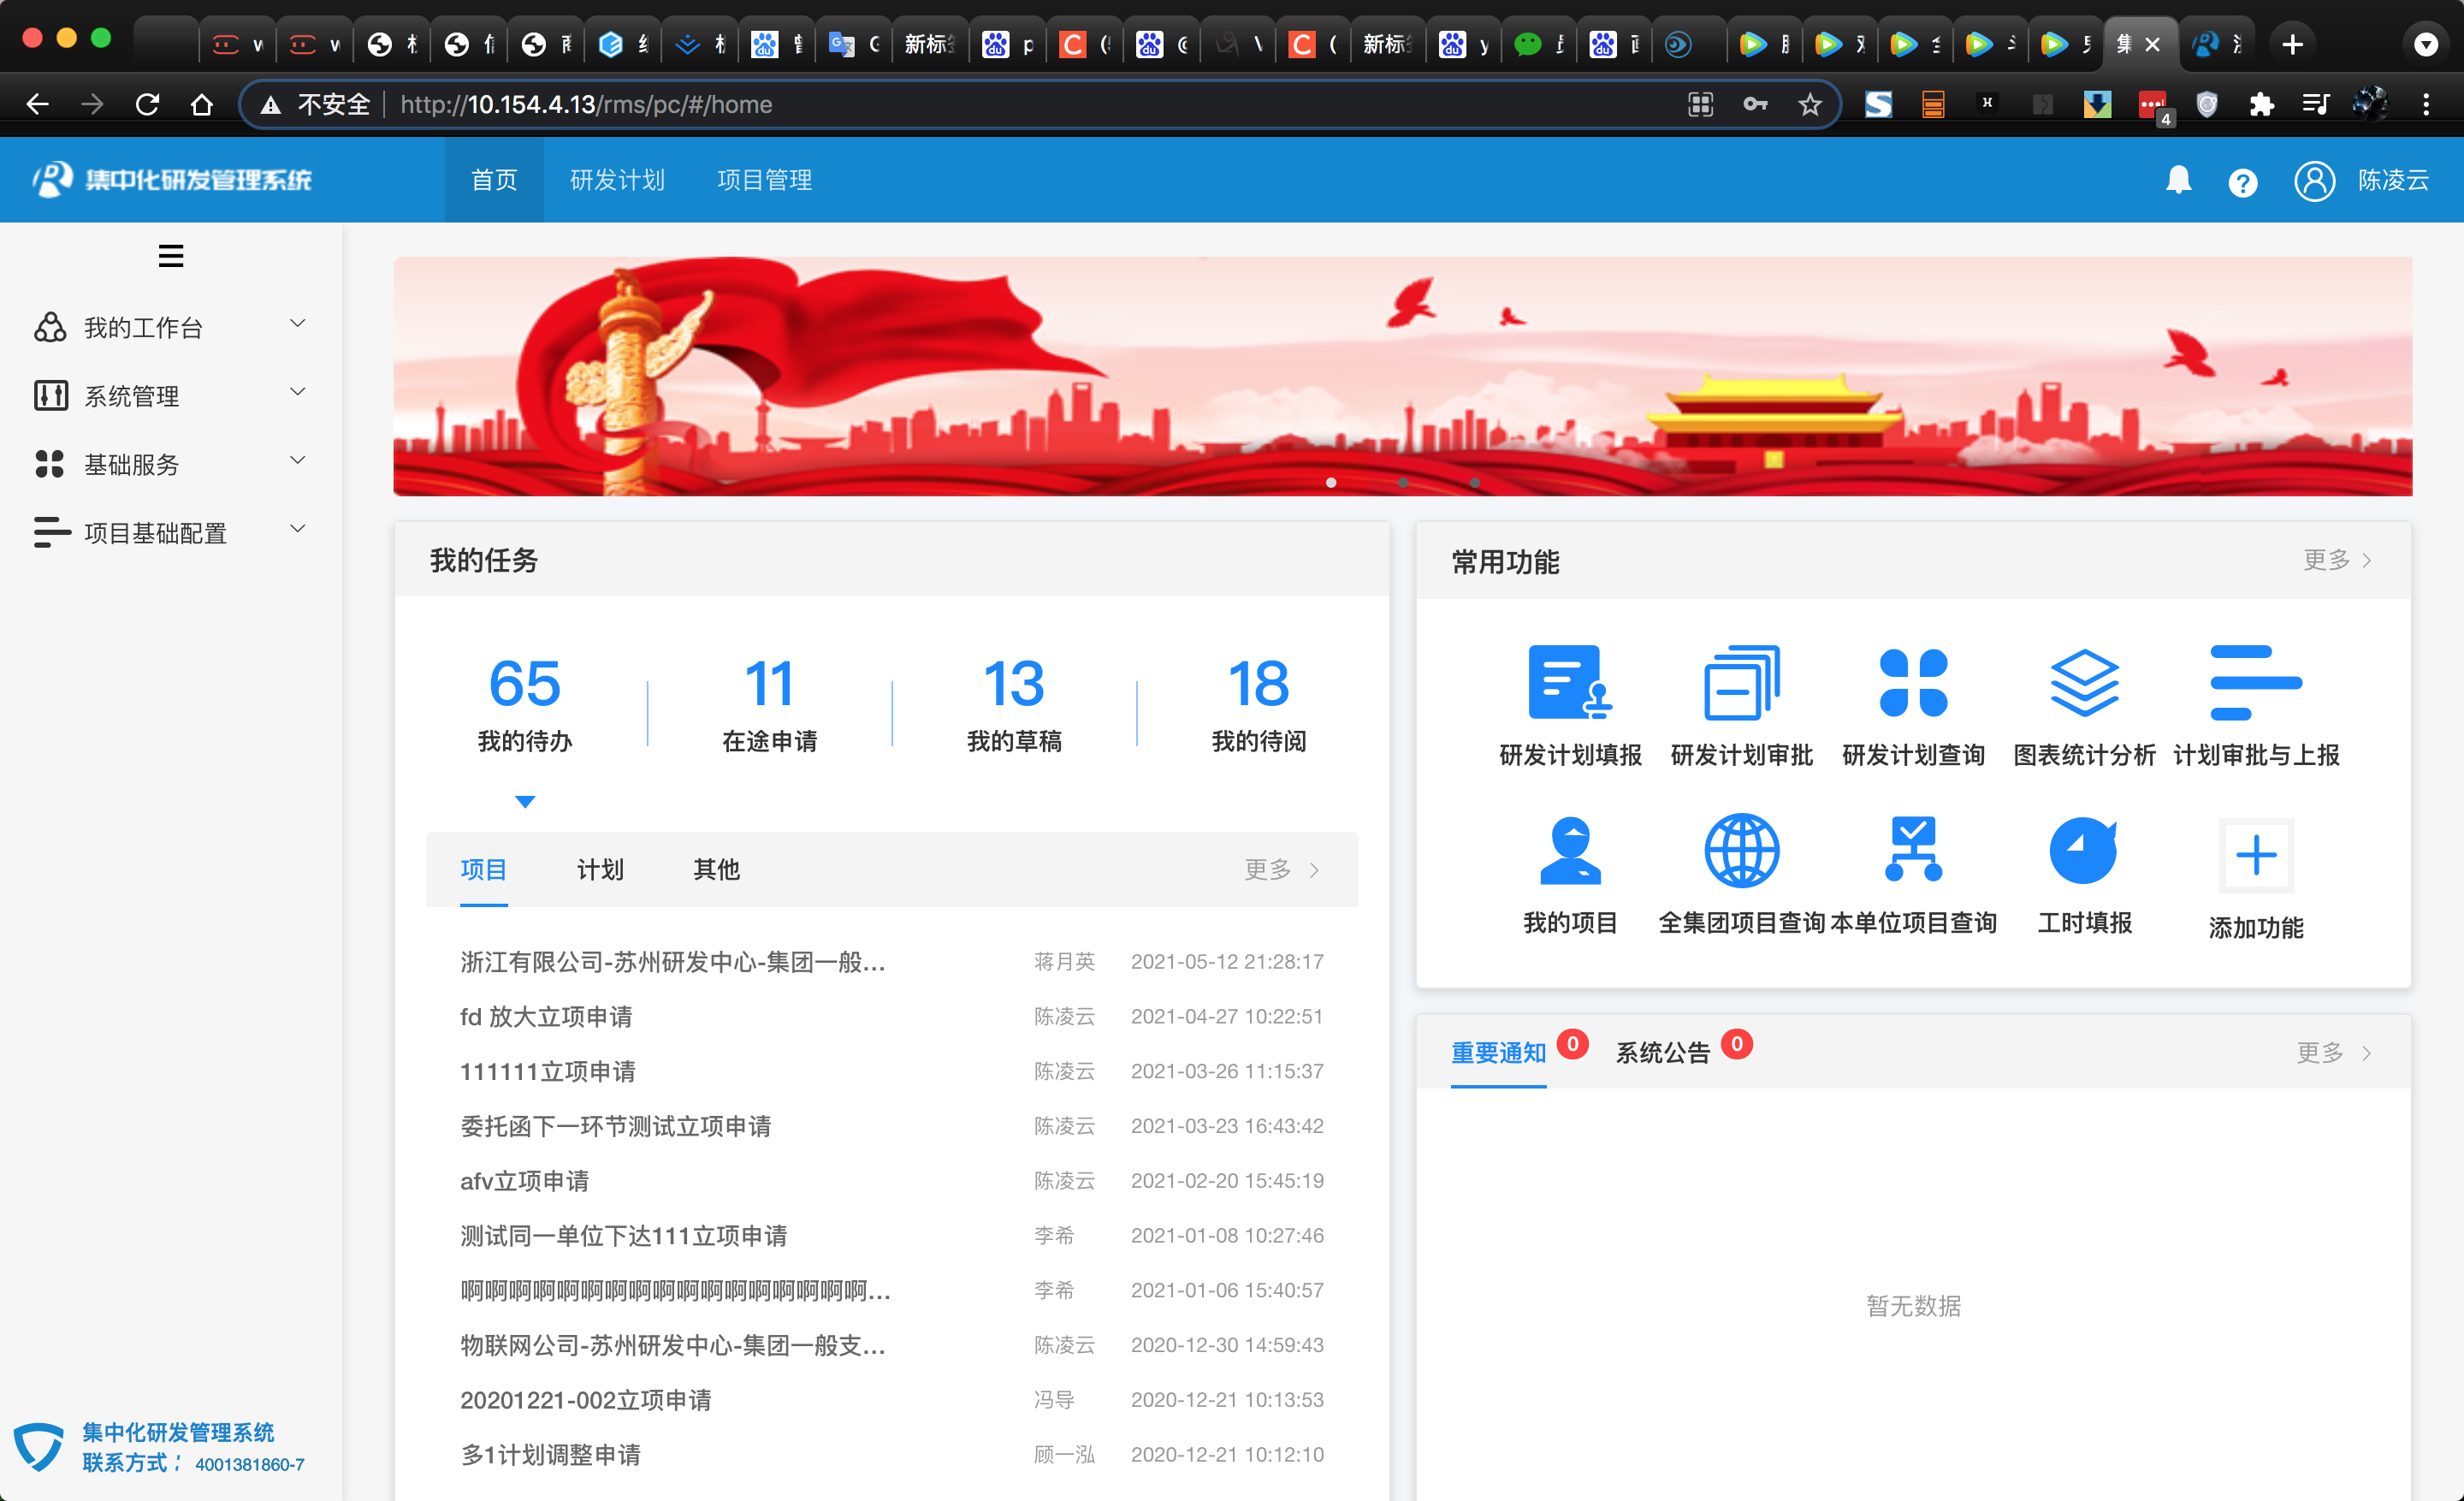 新标签 新标签
不安全 http://10.154.4.13/rms/pc/#/home 4
集中化研发管理系统 首页 研发计划 项目管理 陈凌云
我的工作台
系统管理
基础服务
项目基础配置
集中化研发管理系统
联系方式: 4001381860-7
我的任务
65 11 13 18
我的待办 在途申请 我的草稿 我的待阅
项目 计划 其他 更多
浙江有限公司-苏州研发中心-集团一般... 蒋月英 2021-05-12 21:28:17
fd 放大立项申请 陈凌云 2021-04-27 10:22:51
111111立项申请 陈凌云 2021-03-26 11:15:37
委托函下一环节测试立项申请 陈凌云 2021-03-23 16:43:42
afv立项申请 陈凌云 2021-02-20 15:45:19
测试同一单位下达111立项申请 李希 2021-01-08 10:27:46
啊啊啊啊啊啊啊啊啊啊啊啊啊啊啊啊啊... 李希 2021-01-06 15:40:57
物联网公司-苏州研发中心-集团一般支... 陈凌云 2020-12-30 14:59:43
20201221-002立项申请 冯导 2020-12-21 10:13:53
多1计划调整申请 顾一泓 2020-12-21 10:12:10
常用功能 更多
研发计划填报 研发计划审批 研发计划查询 图表统计分析 计划审批与上报
我的项目 全集团项目查询 本单位项目查询 工时填报 添加功能
重要通知 0 系统公告 0 更多
暂无数据